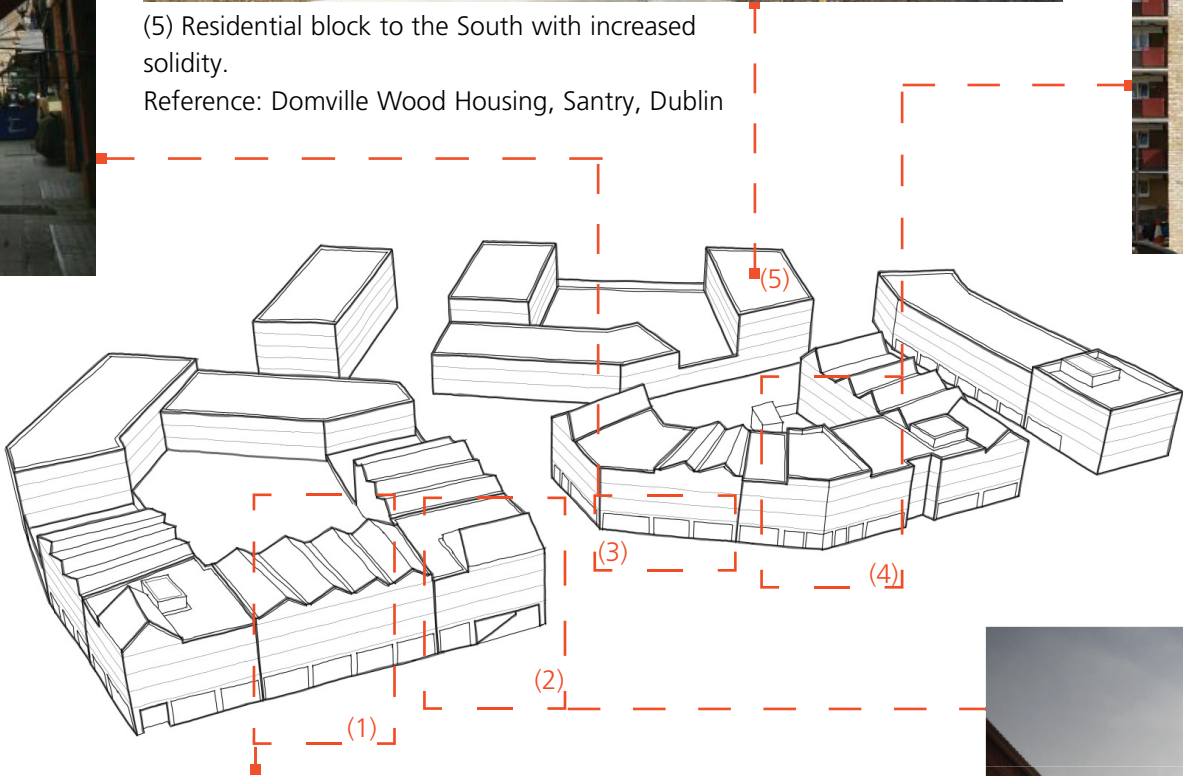 (5) Residential block to the South with increased
solidity.
Reference: Domville Wood Housing, Santry, Dublin
(5)
(3)
(4)
(2)
(1)